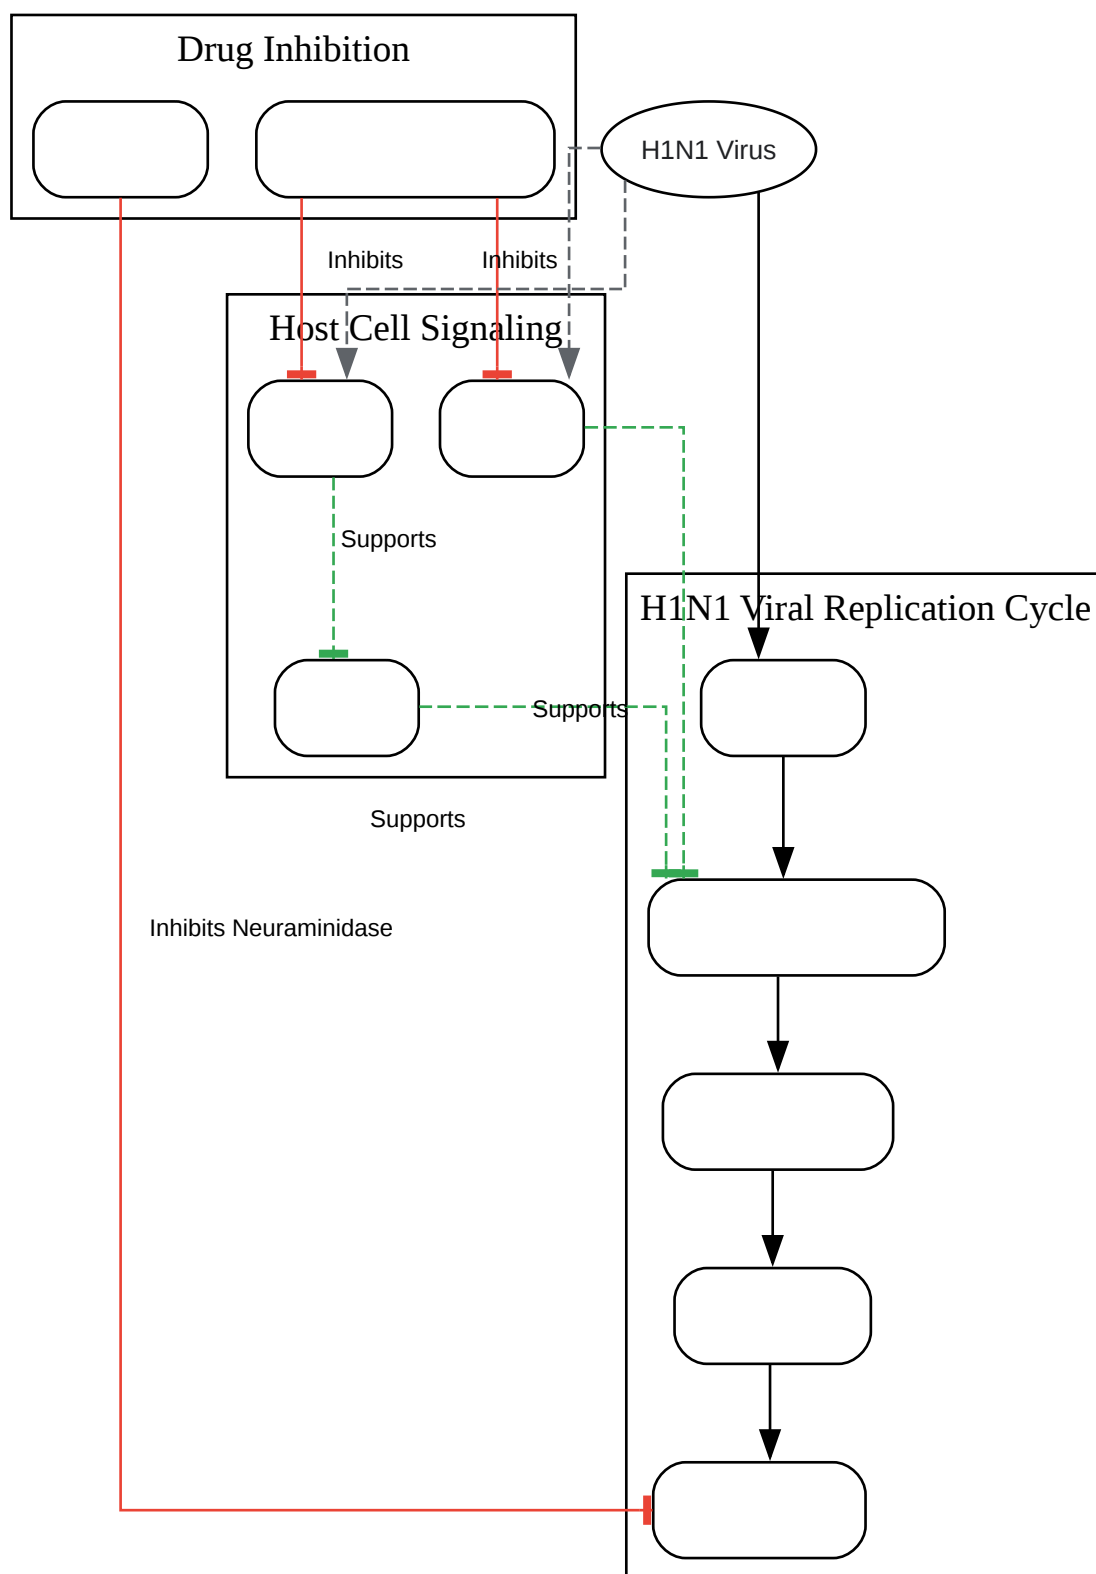 Drug Inhibition
H1N1 Virus
Inhibits
Inhibits
Host Cell Signaling
Supports
H1N1 Viral Replication Cycle
Supports
Supports
Inhibits Neuraminidase